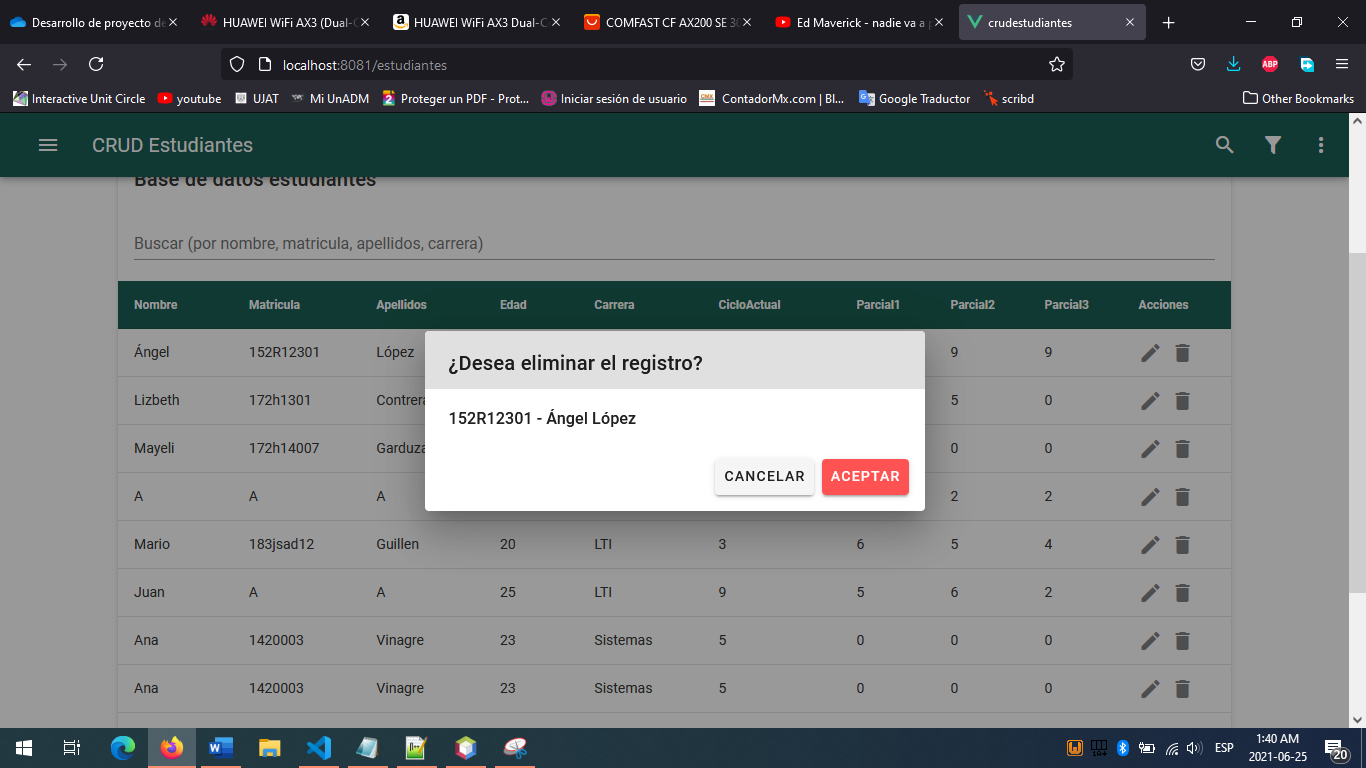 Desarrollo de proyecto de
HUAWEI WiFi AX3 (Dual-C
HUAWEI WiFi AX3 Dual-C
COMFAST CF AX200 SE 30
Ed Maverick - nadie va a p
crudestudiantes
localhost:8081/estudiantes
ABP
Interactive Unit Circle
youtube
UJAT
Mi UnADM
Proteger un PDF - Prot...
Iniciar sesión de usuario
CMX
ContadorMx.com | Bl...
Google Traductor
scribd
Other Bookmarks
CRUD Estudiantes
Base de datos estudiantes
Buscar (por nombre, matricula, apellidos, carrera)
Nombre Matricula Apellidos Edad Carrera CicloActual Parcial1 Parcial2 Parcial3 Acciones
Ángel 152R12301 López 9 9
Lizbeth 172h1301 Contrera 5 0
Mayeli 172h14007 Garduza 0 0
A A A 2 2
Mario 183jsad12 Guillen 20 LTI 3 6 5 4
Juan A A 25 LTI 9 5 6 2
Ana 1420003 Vinagre 23 Sistemas 5 0 0 0
Ana 1420003 Vinagre 23 Sistemas 5 0 0 0
¿Desea eliminar el registro?
152R12301 - Ángel López
CANCELAR ACEPTAR
ESP
1:40 AM
2021-06-25
20